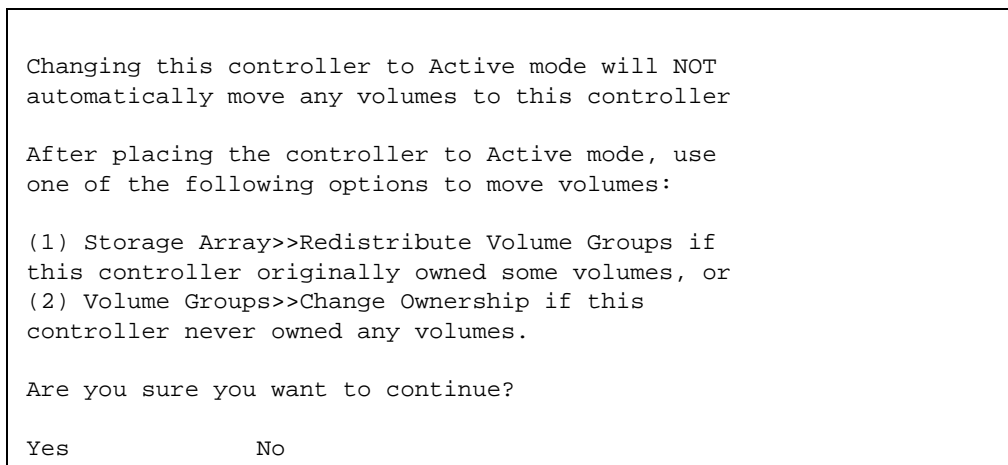 Changing this controller to Active mode will NOT
automatically move any volumes to this controller
After placing the controller to Active mode, use
one of the following options to move volumes:
(1) Storage Array>>Redistribute Volume Groups if
this controller originally owned some volumes, or
(2) Volume Groups>>Change Ownership if this
controller never owned any volumes.
Are you sure you want to continue?
Yes No